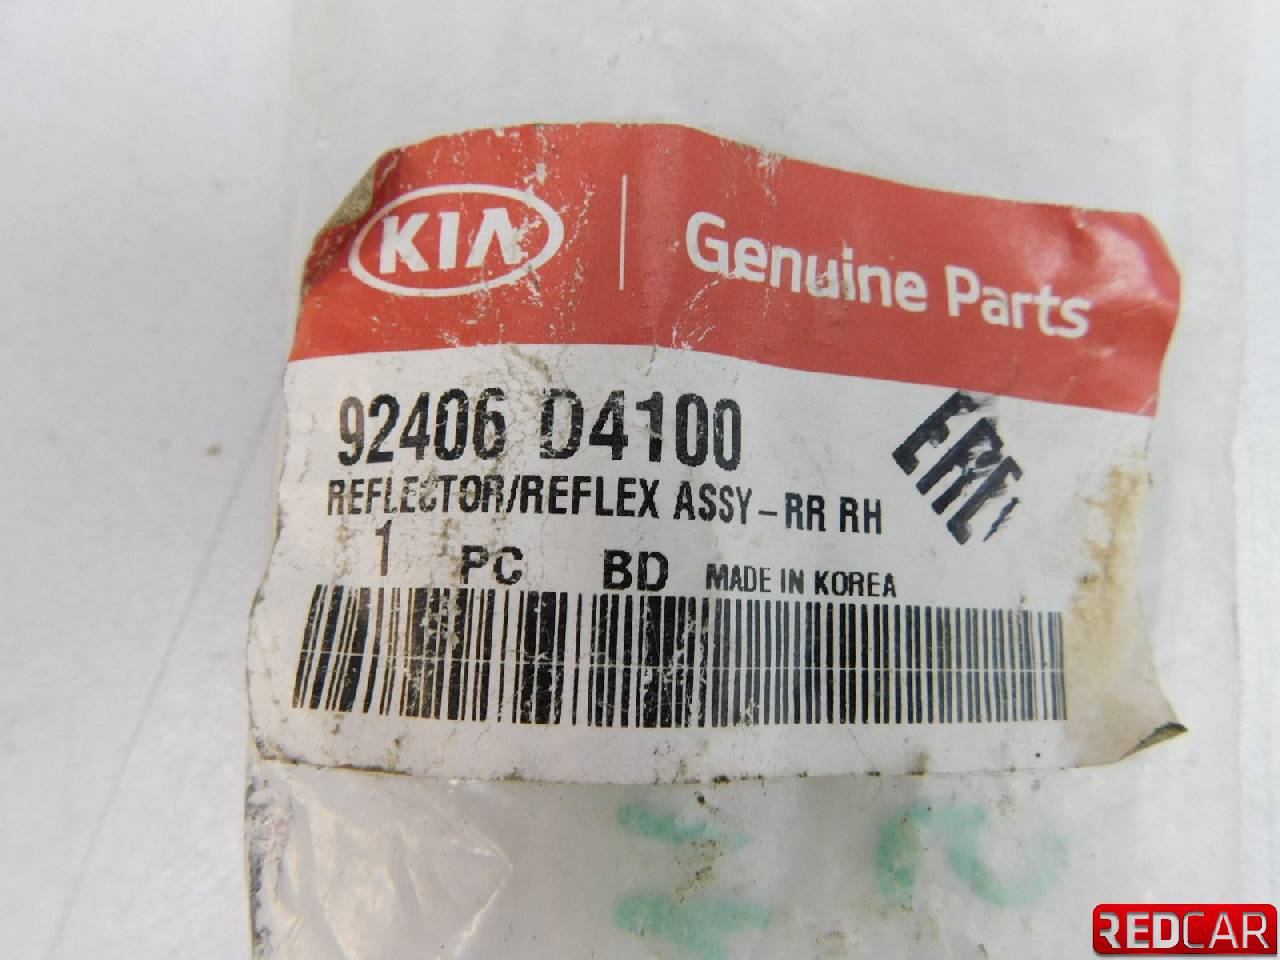 KIA Genuine Parts
92406 D4100
REFLECTOR/REFLEX ASSY-RR RH
1 PC BD MADE IN KOREA
REDCAR